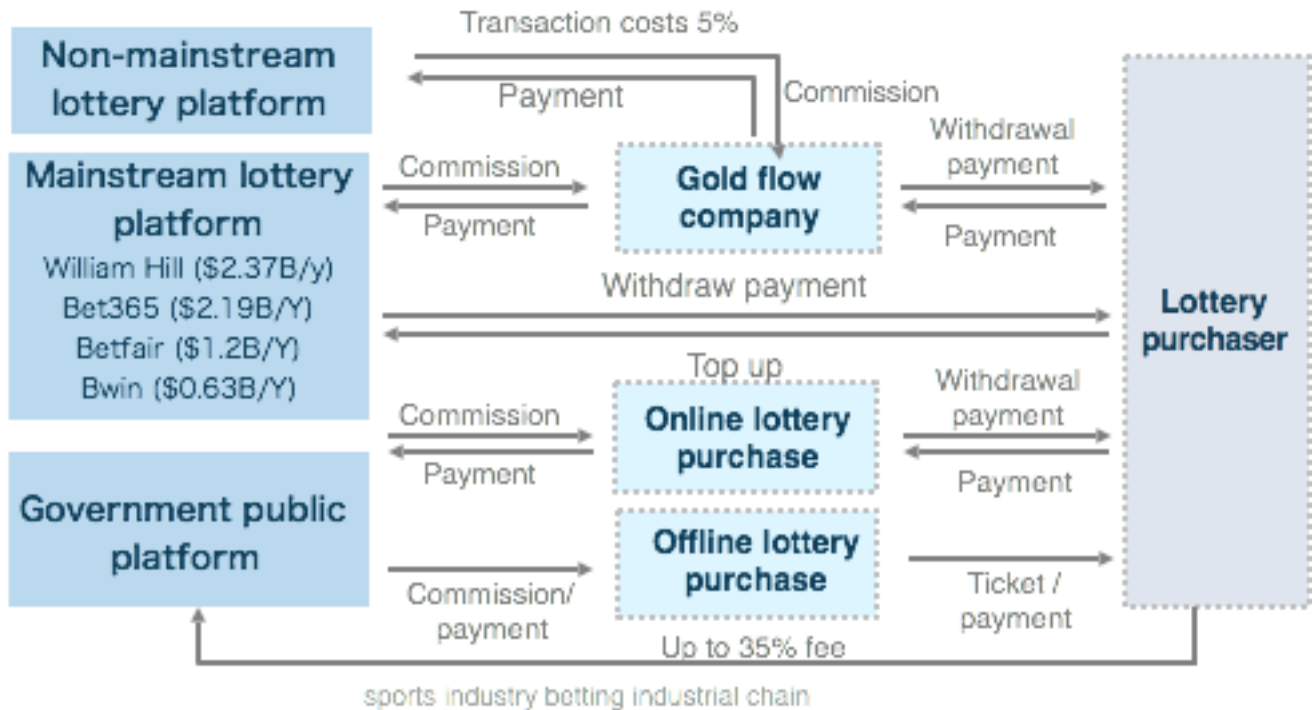 Transaction costs 5%
Non-mainstream
lottery platform
Payment
Commission
Mainstream lottery
platform
William Hill ($2.37B/y)
Bet365 ($2.19B/Y)
Betfair ($1.2B/Y)
Bwin ($0.63B/Y)
Commission
Payment
Gold flow
company
Withdrawal
payment
Payment
Withdraw payment
Top up
Lottery
purchaser
Commission
Payment
Online lottery
purchase
Withdrawal
payment
Payment
Government public
platform
Commission/
payment
Offline lottery
purchase
Ticket /
payment
Up to 35% fee
sports industry betting industrial chain